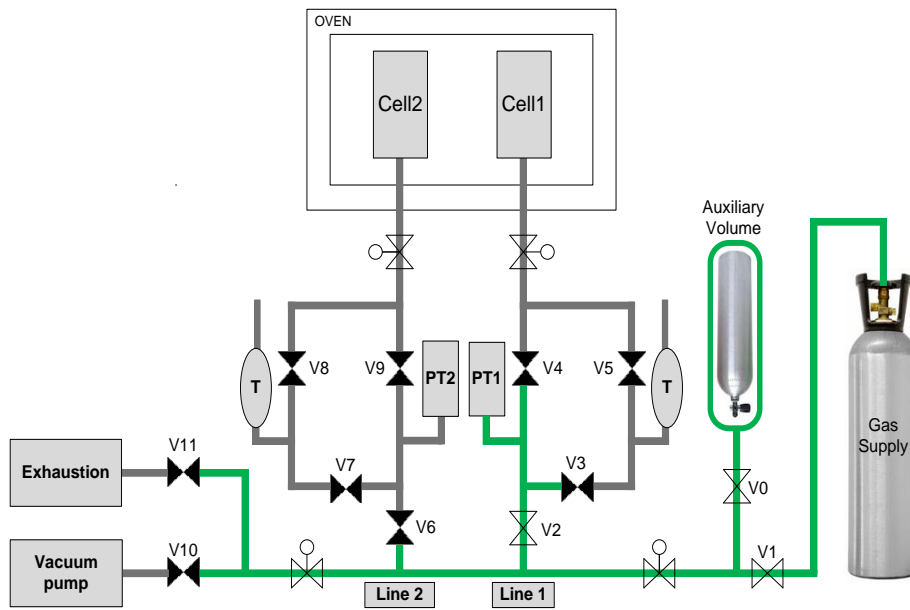 OVEN
Cell2
Cell1
Auxiliary
Volume
V8
V9
PT2
PT1
V4
V5
T
T
Gas
Supply
V11
Exhaustion
V7
V3
V0
V6
V2
V10
V1
Vacuum
pump
Line 2
Line 1